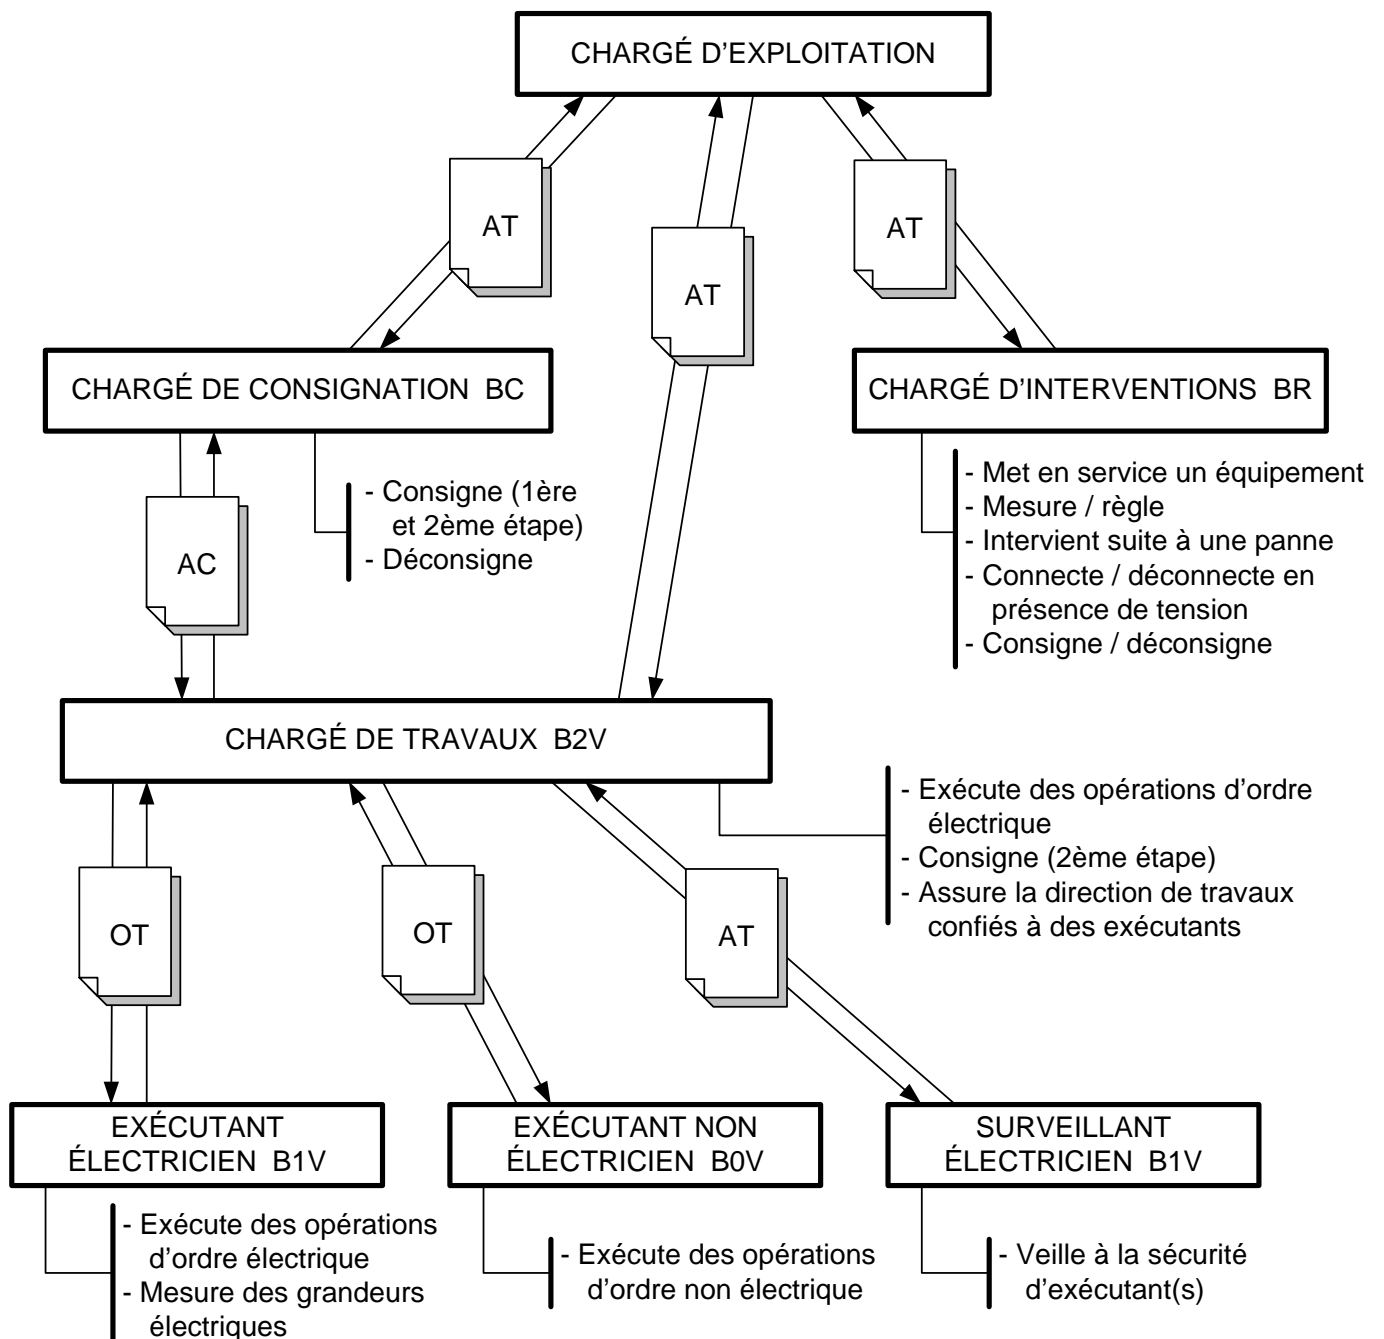 CHARGÉ D'EXPLOITATION
AT
AT
AT
CHARGÉ DE CONSIGNATION  BC
CHARGÉ D'INTERVENTIONS  BR
- Consigne (1ère
et 2ème étape)
- Déconsigne
- Met en service un équipement
- Mesure / règle
- Intervient suite à une panne
- Connecte / déconnecte en
présence de tension
- Consigne / déconsigne
AC
CHARGÉ DE TRAVAUX  B2V
- Exécute des opérations d'ordre
électrique
- Consigne (2ème étape)
- Assure la direction de travaux
confiés à des exécutants
OT
OT
AT
EXÉCUTANT
ÉLECTRICIEN  B1V
EXÉCUTANT NON
ÉLECTRICIEN  B0V
SURVEILLANT
ÉLECTRICIEN  B1V
- Exécute des opérations
d'ordre électrique
- Mesure des grandeurs
électriques
- Exécute des opérations
d'ordre non électrique
- Veille à la sécurité
d'exécutant(s)